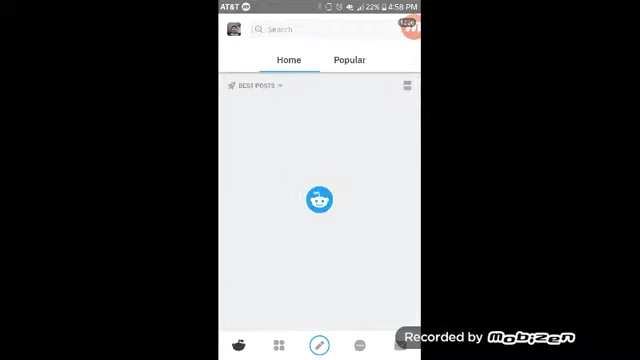 AT&T 22% 4:58 PM
Search
Home Popular
BEST POSTS
Recorded by mobizen